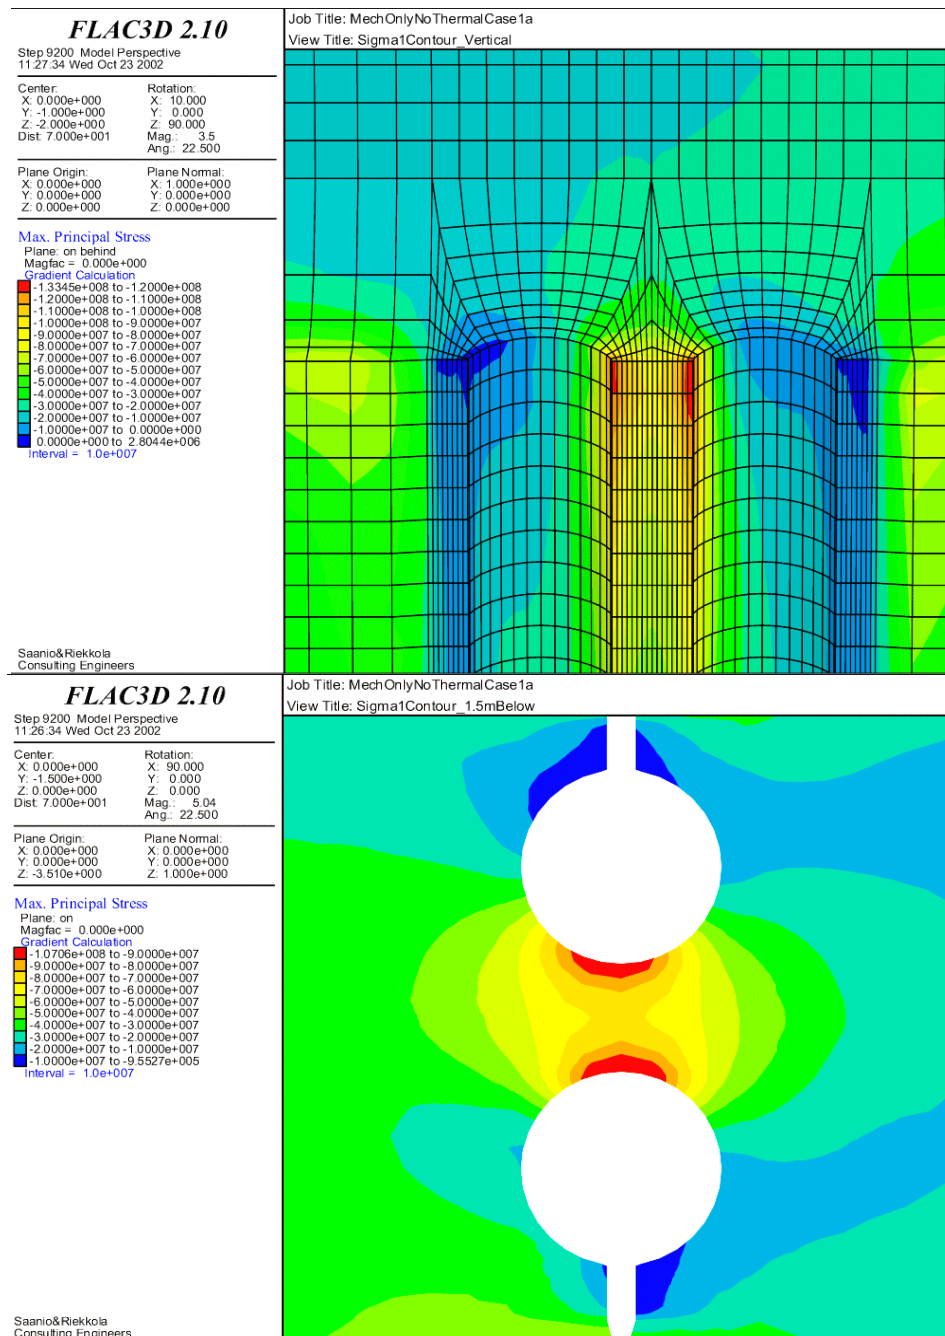 FLAC3D 2.10
Step 9200 Model Perspective
11:27:34 Wed Oct 23 2002
Center:
X: 0.000e+000
Y: -1.000e+000
Z: -2.000e+000
Dist: 7.000e+001
Rotation:
X: 10.000
Y: 0.000
Z: 90.000
Mag.: 3.5
Ang.: 22.500
Plane Origin:
X: 0.000e+000
Y: 0.000e+000
Z: 0.000e+000
Plane Normal:
X: 1.000e+000
Y: 0.000e+000
Z: 0.000e+000
Max. Principal Stress
Plane: on behind
Magfac = 0.000e+000
Gradient Calculation
-1.3345e+008 to -1.2000e+008
-1.2000e+008 to -1.1000e+008
-1.1000e+008 to -1.0000e+008
-1.0000e+008 to -9.0000e+007
-9.0000e+007 to -8.0000e+007
-8.0000e+007 to -7.0000e+007
-7.0000e+007 to -6.0000e+007
-6.0000e+007 to -5.0000e+007
-5.0000e+007 to -4.0000e+007
-4.0000e+007 to -3.0000e+007
-3.0000e+007 to -2.0000e+007
-2.0000e+007 to -1.0000e+007
-1.0000e+007 to 0.0000e+000
0.0000e+000 to 2.8044e+006
Interval = 1.0e+007
Saanio&Riekkola
Consulting Engineers
Job Title: MechOnlyNoThermalCase1a
View Title: Sigma1Contour_Vertical
FLAC3D 2.10
Step 9200 Model Perspective
11:26:34 Wed Oct 23 2002
Center:
X: 0.000e+000
Y: -1.500e+000
Z: 0.000e+000
Dist: 7.000e+001
Rotation:
X: 90.000
Y: 0.000
Z: 0.000
Mag.: 5.04
Ang.: 22.500
Plane Origin:
X: 0.000e+000
Y: 0.000e+000
Z: -3.510e+000
Plane Normal:
X: 0.000e+000
Y: 0.000e+000
Z: 1.000e+000
Max. Principal Stress
Plane: on
Magfac = 0.000e+000
Gradient Calculation
-1.0706e+008 to -9.0000e+007
-9.0000e+007 to -8.0000e+007
-8.0000e+007 to -7.0000e+007
-7.0000e+007 to -6.0000e+007
-6.0000e+007 to -5.0000e+007
-5.0000e+007 to -4.0000e+007
-4.0000e+007 to -3.0000e+007
-3.0000e+007 to -2.0000e+007
-2.0000e+007 to -1.0000e+007
-1.0000e+007 to -9.5527e+005
Interval = 1.0e+007
Saanio&Riekkola
Consulting Engineers
Job Title: MechOnlyNoThermalCase1a
View Title: Sigma1Contour_1.5mBelow